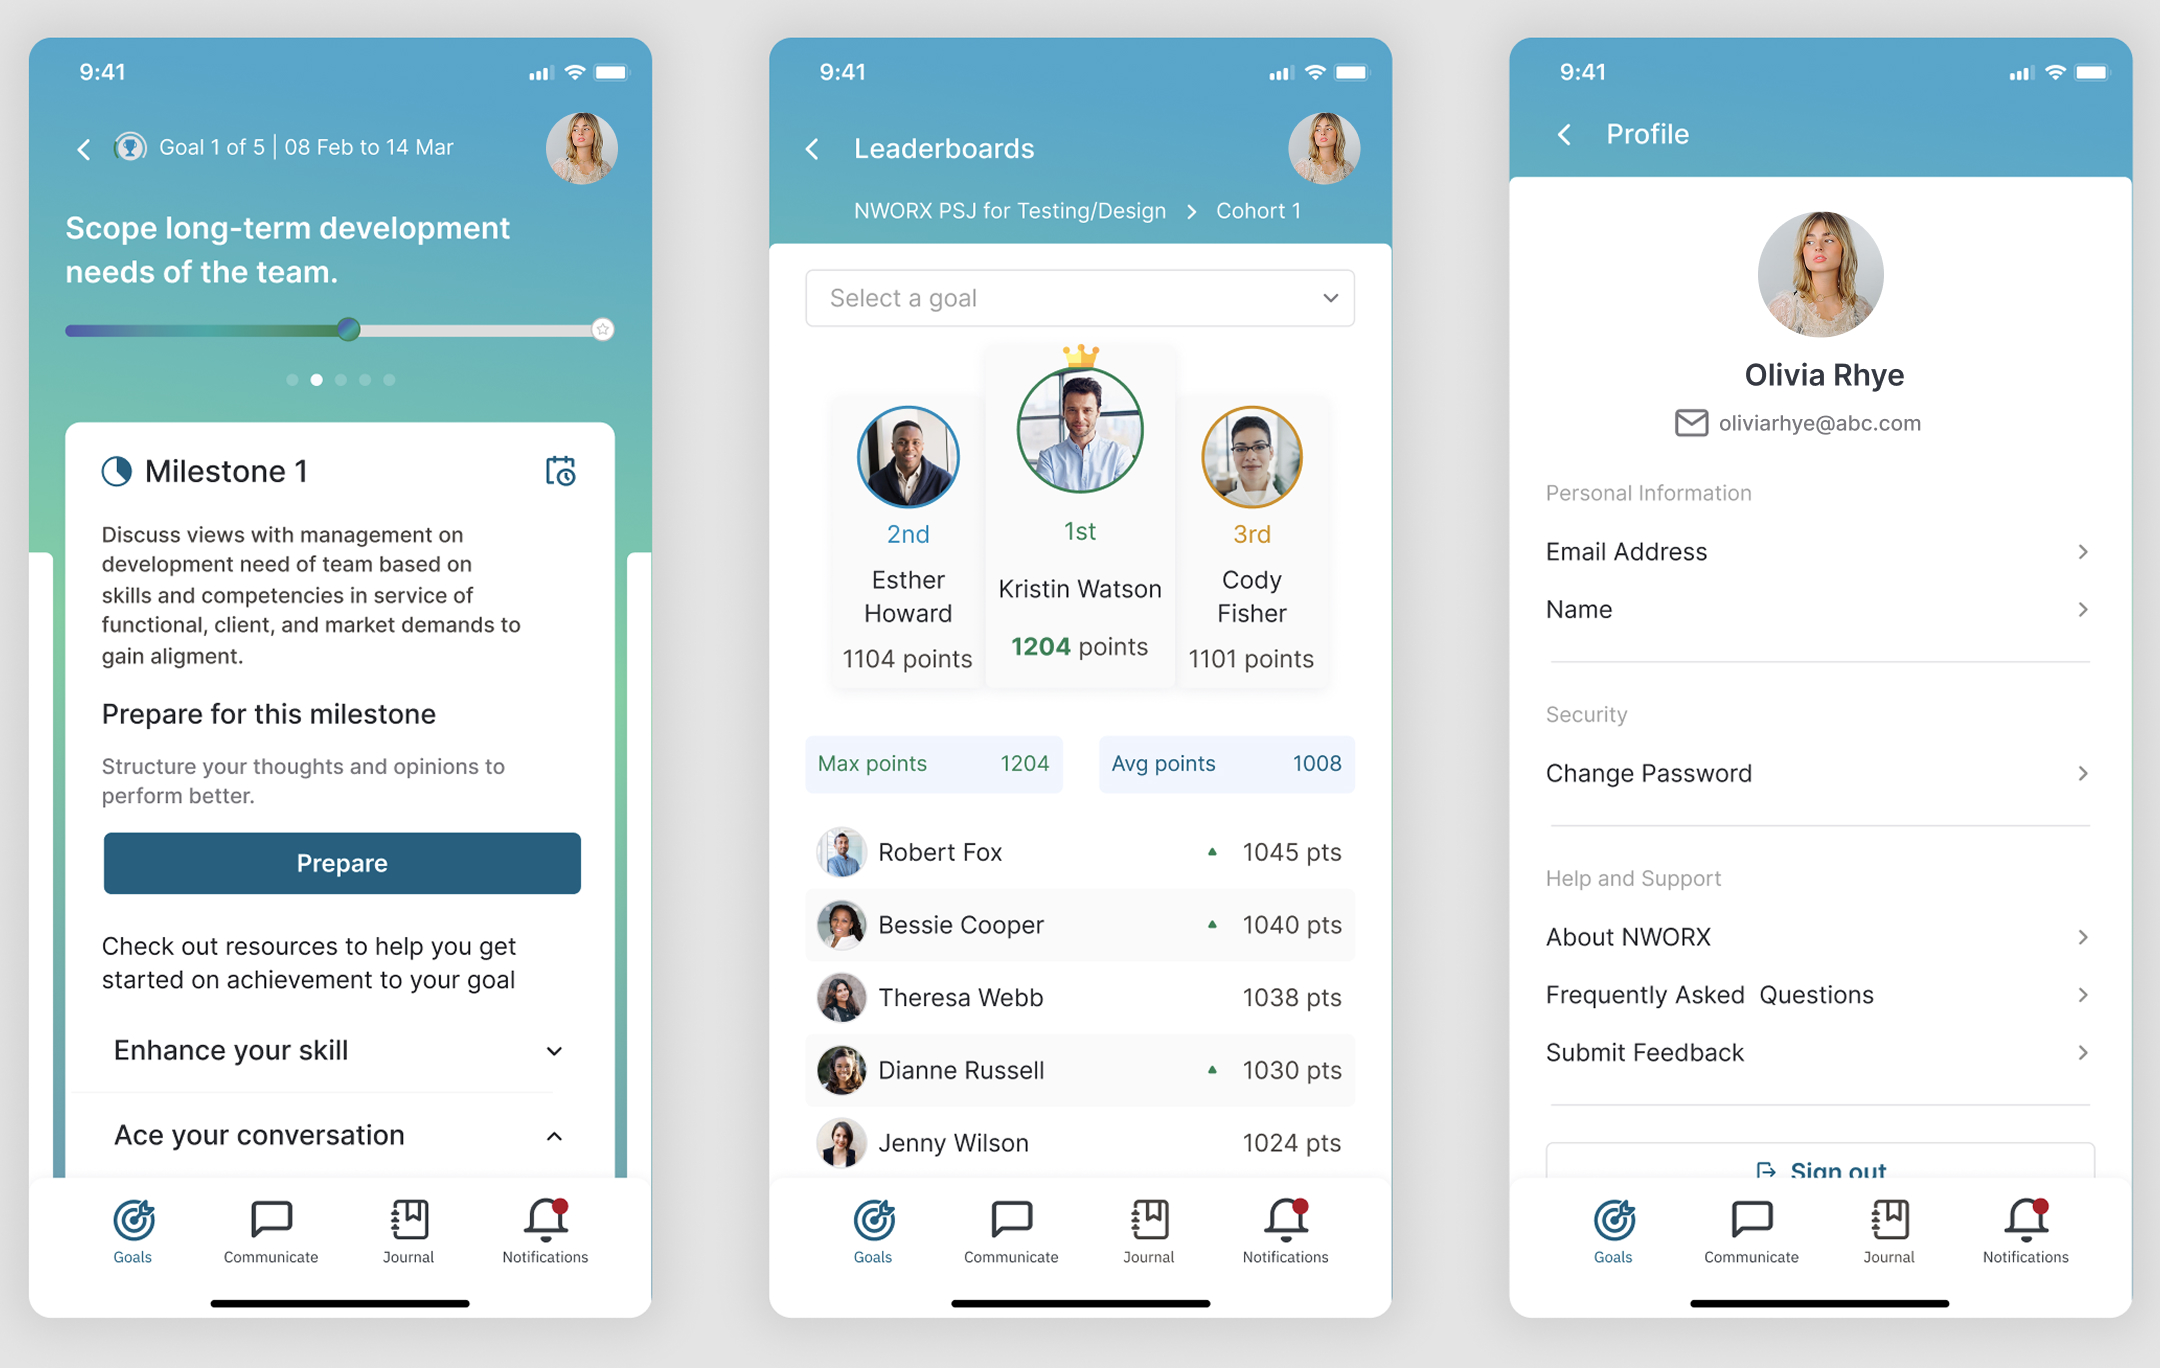 9:41
Goal 1 of 5 | 08 Feb to 14 Mar
Scope long-term development
needs of the team.
Milestone 1
Discuss views with management on
development need of team based on
skills and competencies in service of
functional, client, and market demands to
gain aligment.
Prepare for this milestone
Structure your thoughts and opinions to
perform better.
Prepare
Check out resources to help you get
started on achievement to your goal
Enhance your skill
Ace your conversation
Goals
Communicate
Journal
Notifications
9:41
Leaderboards
NWORX PSJ for Testing/Design > Cohort 1
Select a goal
2nd
Esther
Howard
1104 points
1st
Kristin Watson
1204 points
3rd
Cody
Fisher
1101 points
Max points 1204
Avg points 1008
Robert Fox 1045 pts
Bessie Cooper 1040 pts
Theresa Webb 1038 pts
Dianne Russell 1030 pts
Jenny Wilson 1024 pts
Goals
Communicate
Journal
Notifications
9:41
Profile
Olivia Rhye
oliviarhye@abc.com
Personal Information
Email Address
Name
Security
Change Password
Help and Support
About NWORX
Frequently Asked  Questions
Submit Feedback
Sign out
Goals
Communicate
Journal
Notifications